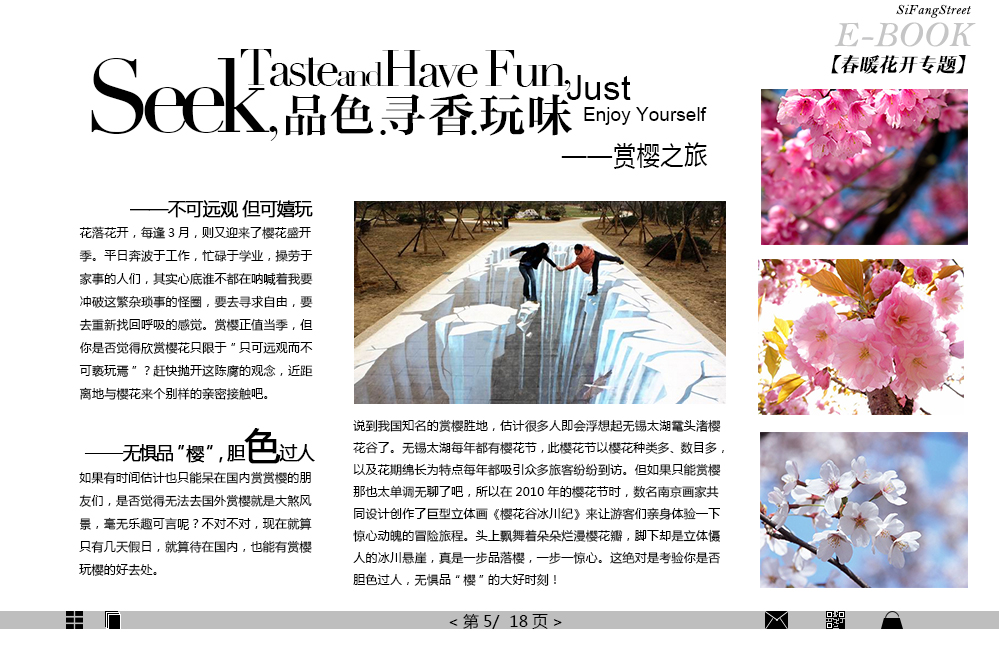 SiFangStreet
E-BOOK
【春暖花开专题】
Seek, Taste and Have Fun, Just
品色.寻香.玩味
Enjoy Yourself
——赏樱之旅
——不可远观 但可嬉玩
花落花开，每逢 3 月，则又迎来了樱花盛开
季。平日奔波于工作，忙碌于学业，操劳于
家事的人们，其实心底谁不都在呐喊着我要
冲破这繁杂琐事的怪圈，要去寻求自由，要
去重新找回呼吸的感觉。赏樱正值当季，但
你是否觉得欣赏樱花只限于 " 只可远观而不
可亵玩焉 " ？赶快抛开这陈腐的观念，近距
离地与樱花来个别样的亲密接触吧。
——无惧品 " 樱 " , 胆色过人
如果有时间估计也只能呆在国内赏赏樱的朋
友们，是否觉得无法去国外赏樱就是大煞风
景，毫无乐趣可言呢？不对不对，现在就算
只有几天假日，就算待在国内，也能有赏樱
玩樱的好去处。
说到我国知名的赏樱胜地，估计很多人即会浮想起无锡太湖鼋头渚樱
花谷了。无锡太湖每年都有樱花节，此樱花节以樱花种类多、数目多，
以及花期绵长为特点每年都吸引众多旅客纷纷到访。但如果只能赏樱
那也太单调无聊了吧，所以在 2010 年的樱花节时，数名南京画家共
同设计创作了巨型立体画《樱花谷冰川纪》来让游客们亲身体验一下
惊心动魄的冒险旅程。头上飘舞着朵朵烂漫樱花瓣，脚下却是立体慑
人的冰川悬崖，真是一步品落樱，一步一惊心。这绝对是考验你是否
胆色过人，无惧品 " 樱 " 的大好时刻！
< 第 5/ 18 页 >